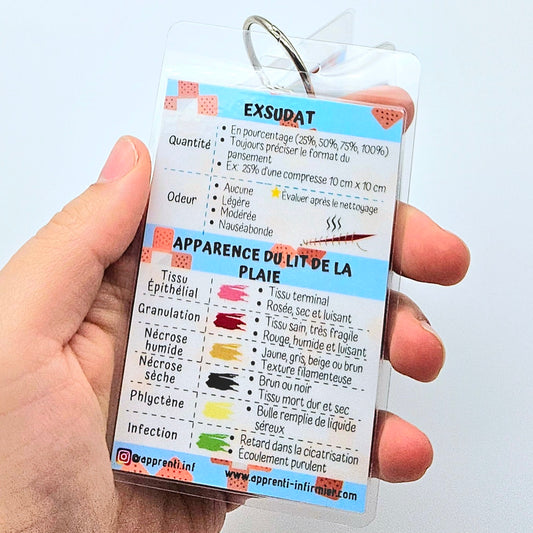 EXSUDAT
Quantité
• En pourcentage (25%, 50%, 75%, 100%)
• Toujours préciser le format du
pansement
• Ex: 25% d'une compresse 10 cm x 10 cm
Odeur
• Aucune
• Légère
• Modérée
• Nauséabonde
Évaluer après le nettoyage
APPARENCE DU LIT DE LA
PLAIE
Tissu
Épithélial
• Tissu terminal
• Rosée, sec et luisant
Granulation
• Tissu sain, très fragile
• Rouge, humide et luisant
Nécrose
humide
• Jaune, gris, beige ou brun
• Texture filamenteuse
Nécrose
sèche
• Brun ou noir
• Tissu mort dur et sec
Phlyctène
• Bulle remplie de liquide
séreux
Infection
• Retard dans la cicatrisation
• Écoulement purulent
@apprenti.inf
www.apprenti-infirmier.com